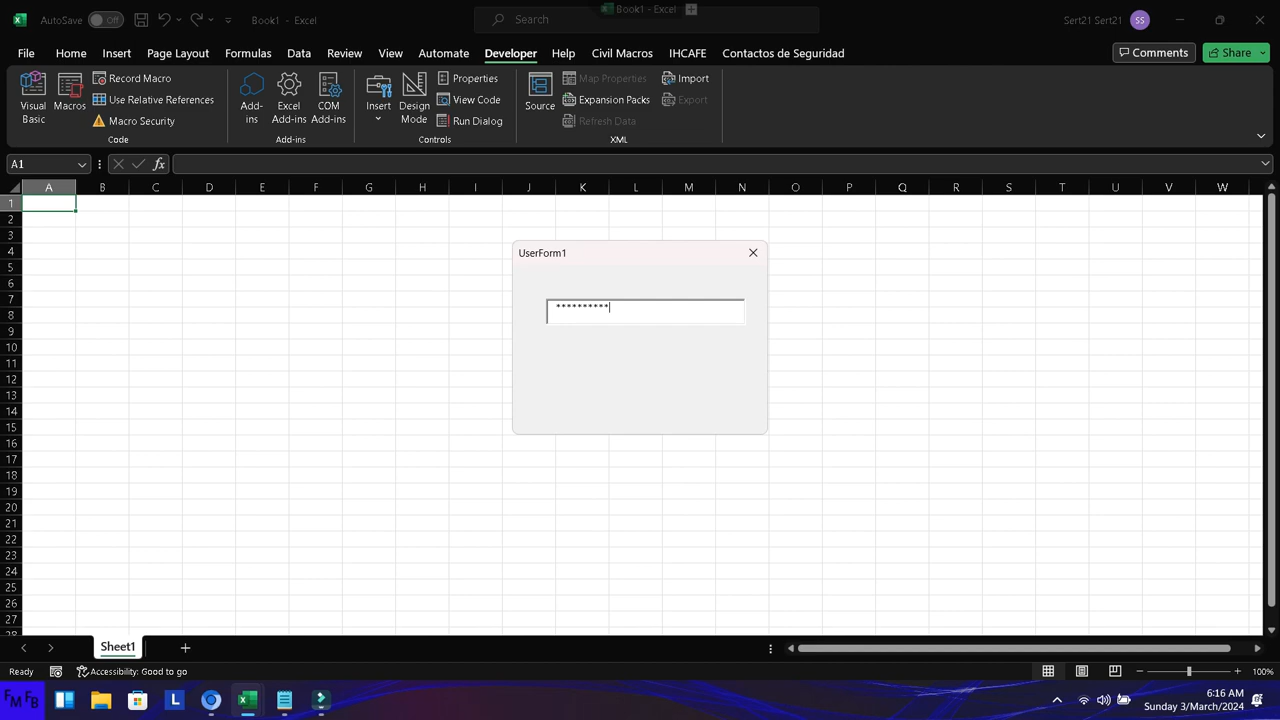 AutoSave Off Book1 - Excel Search Book1 - Excel Sert21 Sert21 SS
File Home Insert Page Layout Formulas Data Review View Automate Developer Help Civil Macros IHCAFE Contactos de Seguridad Comments Share
Visual Basic
Macros
Record Macro
Use Relative References
Macro Security
Code
Add-ins
Excel Add-ins
COM Add-ins
Add-ins
Insert
Design Mode
Properties
View Code
Run Dialog
Controls
Source
Map Properties
Expansion Packs
Refresh Data
Import
Export
XML
A1 fx
A B C D E F G H I J K L M N O P Q R S T U V W
1
2
3
4
5
6
7
8
9
10
11
12
13
14
15
16
17
18
19
20
21
22
23
24
25
26
27
28
UserForm1
**********
Sheet1
Ready Accessibility: Good to go 100%
FM FB L 6:16 AM
Sunday 3/March/2024